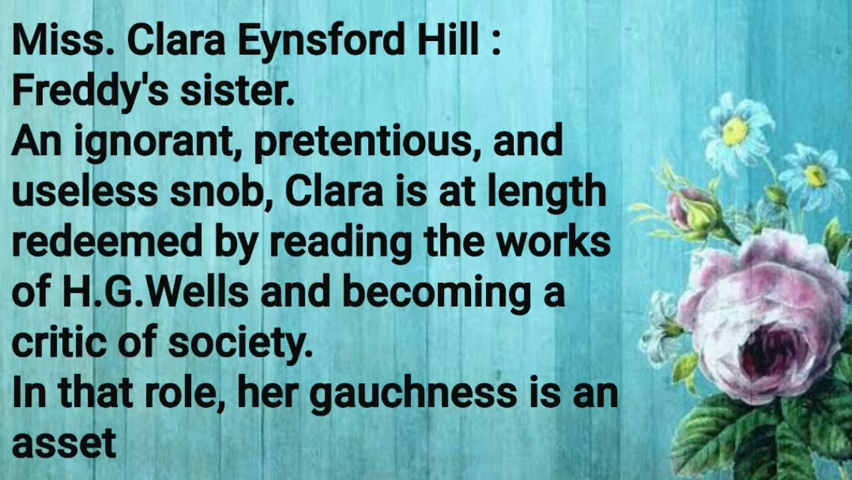 Miss. Clara Eynsford Hill :
Freddy's sister.
An ignorant, pretentious, and
useless snob, Clara is at length
redeemed by reading the works
of H.G.Wells and becoming a
critic of society.
In that role, her gauchness is an
asset